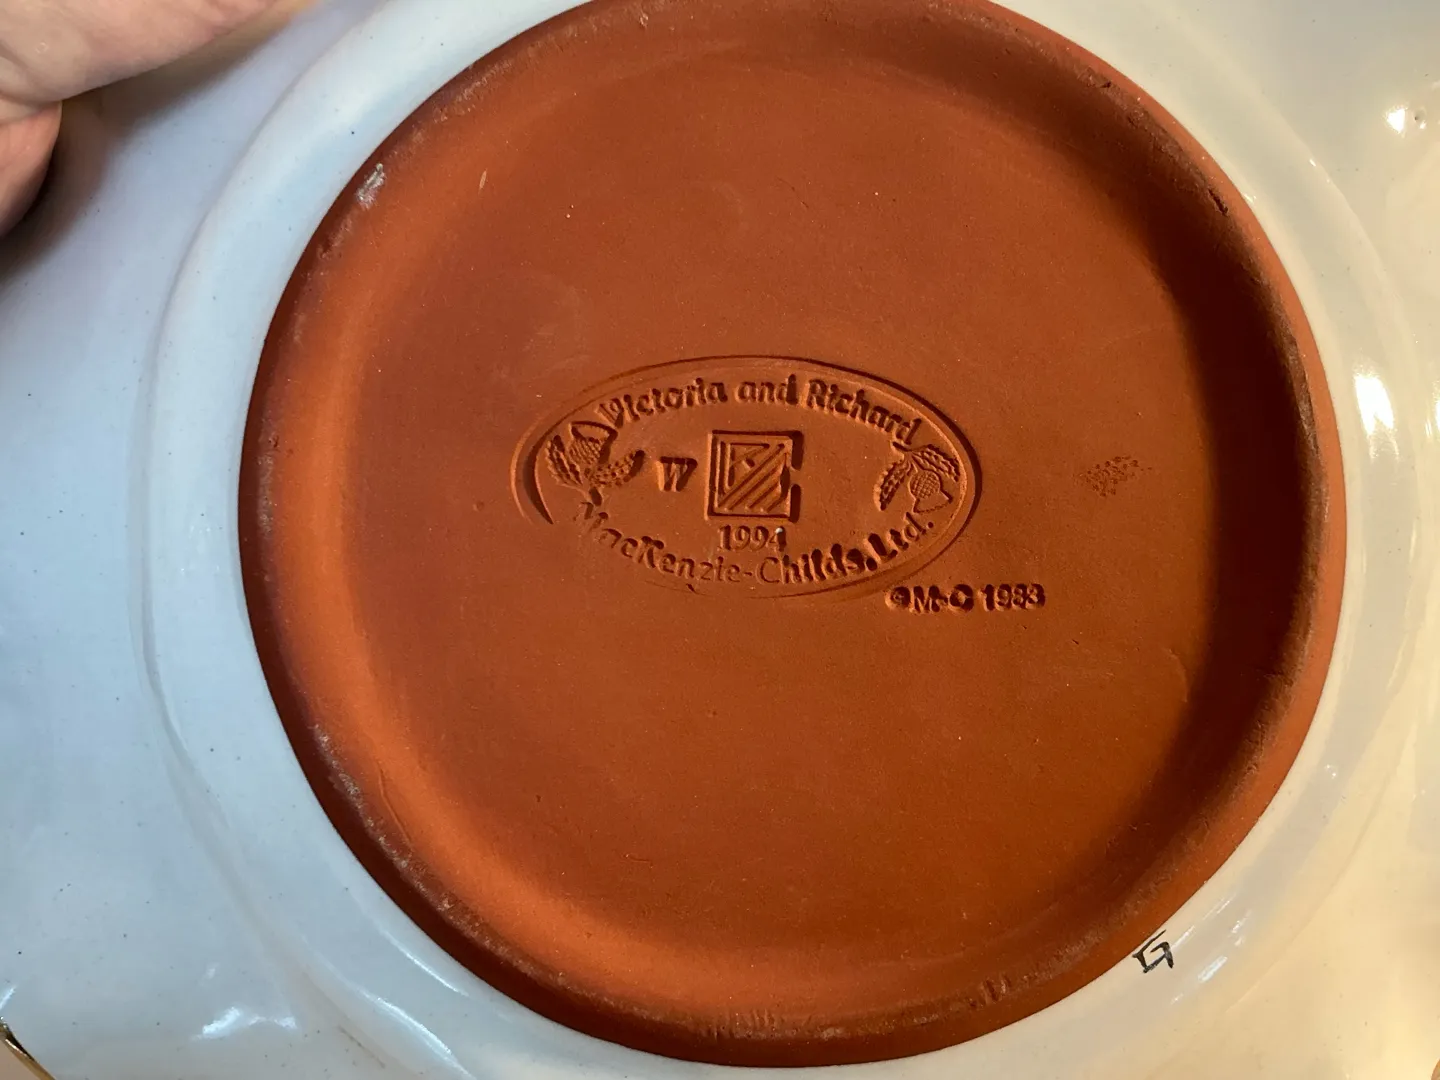 Victoria and Richard
W
1994
MacKenzie-Childs, Ltd.
©M-C 1983